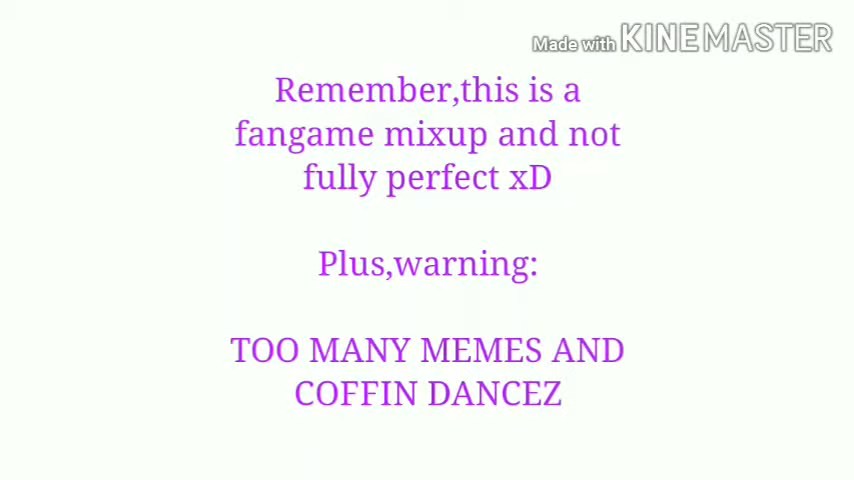 Made with KINEMASTER
Remember,this is a
fangame mixup and not
fully perfect xD
Plus,warning:
TOO MANY MEMES AND
COFFIN DANCEZ